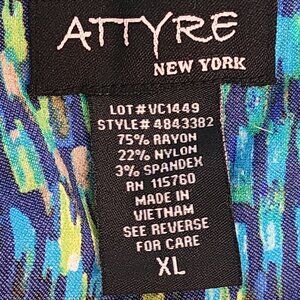 ATTYRE
NEW YORK
LOT#VC1449
STYLE# 4843382
75% RAYON
22% NYLON
3% SPANDEX
RN 115760
MADE IN
VIETNAM
SEE REVERSE
FOR CARE
XL